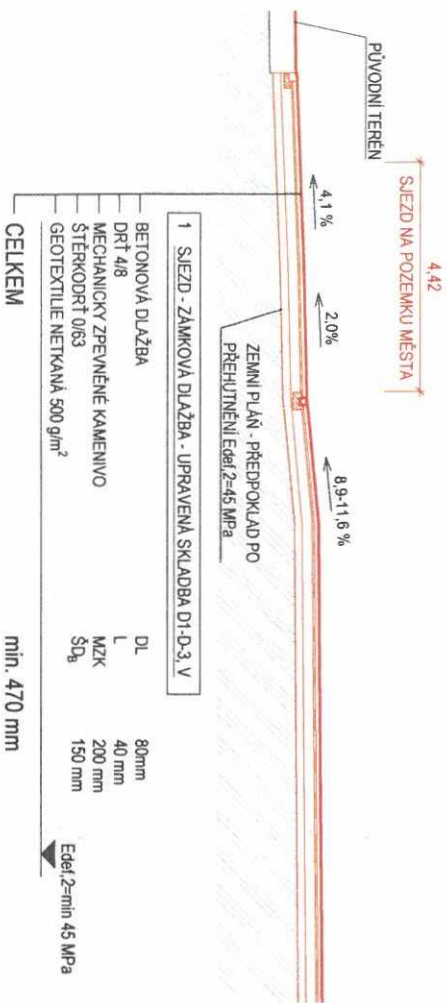 4,42
SJEZD NA POZEMKU MĚSTA
PŮVODNÍ TERÉN
4,1 %
2,0%
8,9-11,6 %
ZEMNÍ PLÁŇ - PŘEDPOKLAD PO
PŘEHUTNĚNÍ Edef,2=45 MPa
1 SJEZD - ZÁMKOVÁ DLAŽBA - UPRAVENÁ SKLADBA D1-D-3, V
BETONOVÁ DLAŽBA DL 80mm
DRŤ 4/8 L 40 mm
MECHANICKY ZPEVNĚNÉ KAMENIVO MZK 200 mm
ŠTĚRKODRŤ 0/63 ŠDB 150 mm
GEOTEXTILIE NETKANÁ 500 g/m²
Edef,2=min 45 MPa
CELKEM min. 470 mm